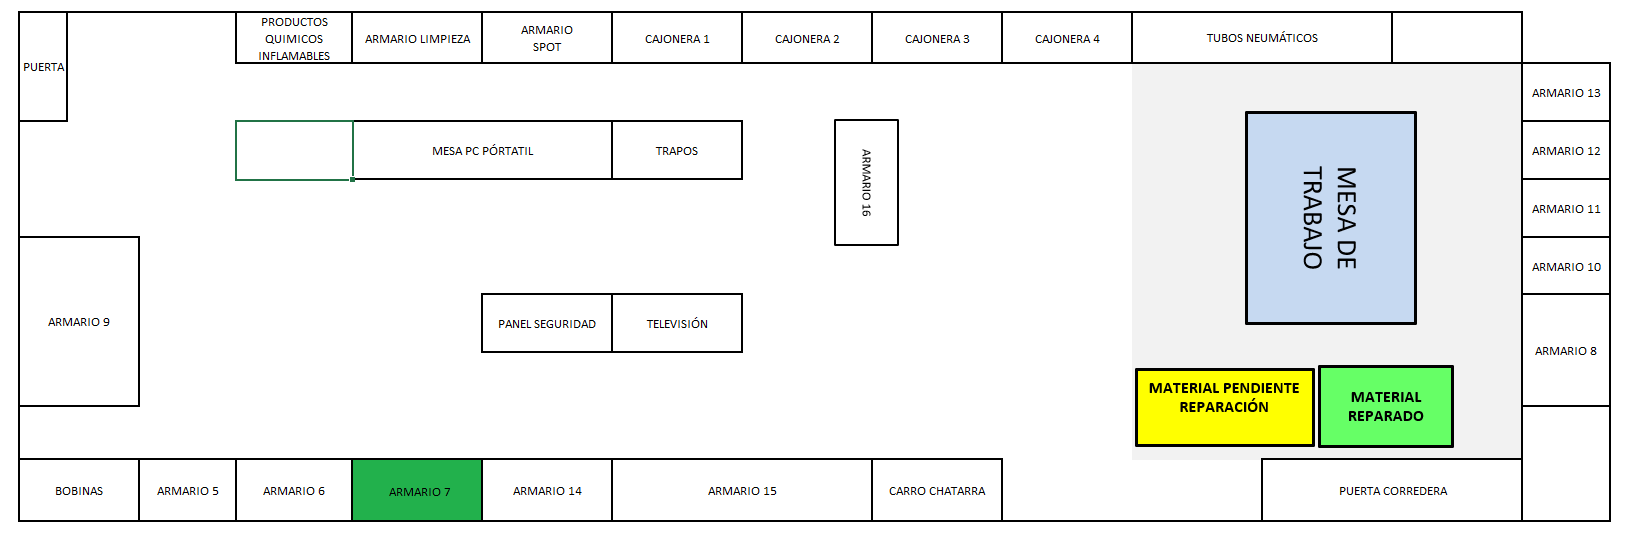 PUERTA
PRODUCTOS
QUIMICOS
INFLAMABLES
ARMARIO LIMPIEZA
ARMARIO
SPOT
CAJONERA 1
CAJONERA 2
CAJONERA 3
CAJONERA 4
TUBOS NEUMÁTICOS
MESA PC PÓRTATIL
TRAPOS
ARMARIO 16
MESA DE
TRABAJO
ARMARIO 13
ARMARIO 12
ARMARIO 11
ARMARIO 10
ARMARIO 8
ARMARIO 9
PANEL SEGURIDAD
TELEVISIÓN
MATERIAL PENDIENTE
REPARACIÓN
MATERIAL
REPARADO
BOBINAS
ARMARIO 5
ARMARIO 6
ARMARIO 7
ARMARIO 14
ARMARIO 15
CARRO CHATARRA
PUERTA CORREDERA